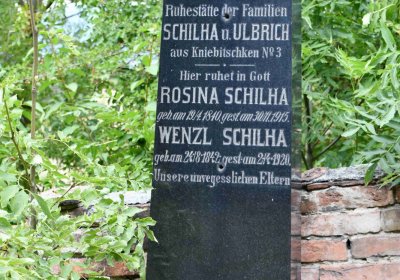 Ruhestätte der Familien
SCHILHA u. ULBRICH
aus Kniebitschken No 3
Hier ruhet in Gott
ROSINA SCHILHA
geb. am 19/4 1840, gest. am 30/11. 1915.
WENZL SCHILHA
geb. am 24/8 1842, gest. am 2/4 1920.
Unsere unvegesslichen Eltern